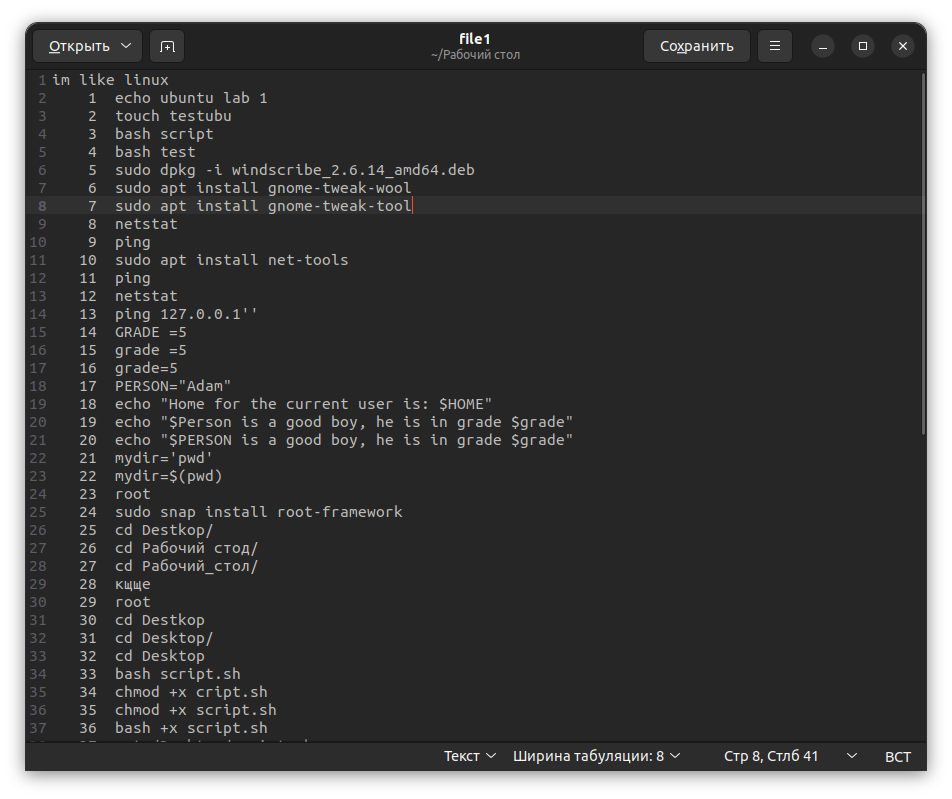 Открыть
file1
~/Рабочий стол
Сохранить
1 im like linux
2 1 echo ubuntu lab 1
3 2 touch testubu
4 3 bash script
5 4 bash test
6 5 sudo dpkg -i windscribe_2.6.14_amd64.deb
7 6 sudo apt install gnome-tweak-wool
8 7 sudo apt install gnome-tweak-tool
9 8 netstat
10 9 ping
11 10 sudo apt install net-tools
12 11 ping
13 12 netstat
14 13 ping 127.0.0.1''
15 14 GRADE =5
16 15 grade =5
17 16 grade=5
18 17 PERSON="Adam"
19 18 echo "Home for the current user is: $HOME"
20 19 echo "$Person is a good boy, he is in grade $grade"
21 20 echo "$PERSON is a good boy, he is in grade $grade"
22 21 mydir='pwd'
23 22 mydir=$(pwd)
24 23 root
25 24 sudo snap install root-framework
26 25 cd Destkop/
27 26 cd Рабочий стод/
28 27 cd Рабочий_стол/
29 28 кщще
30 29 root
31 30 cd Destkop
32 31 cd Desktop/
33 32 cd Desktop
34 33 bash script.sh
35 34 chmod +x cript.sh
36 35 chmod +x script.sh
37 36 bash +x script.sh
Текст Ширина табуляции: 8 Стр 8, Стлб 41 ВСТ